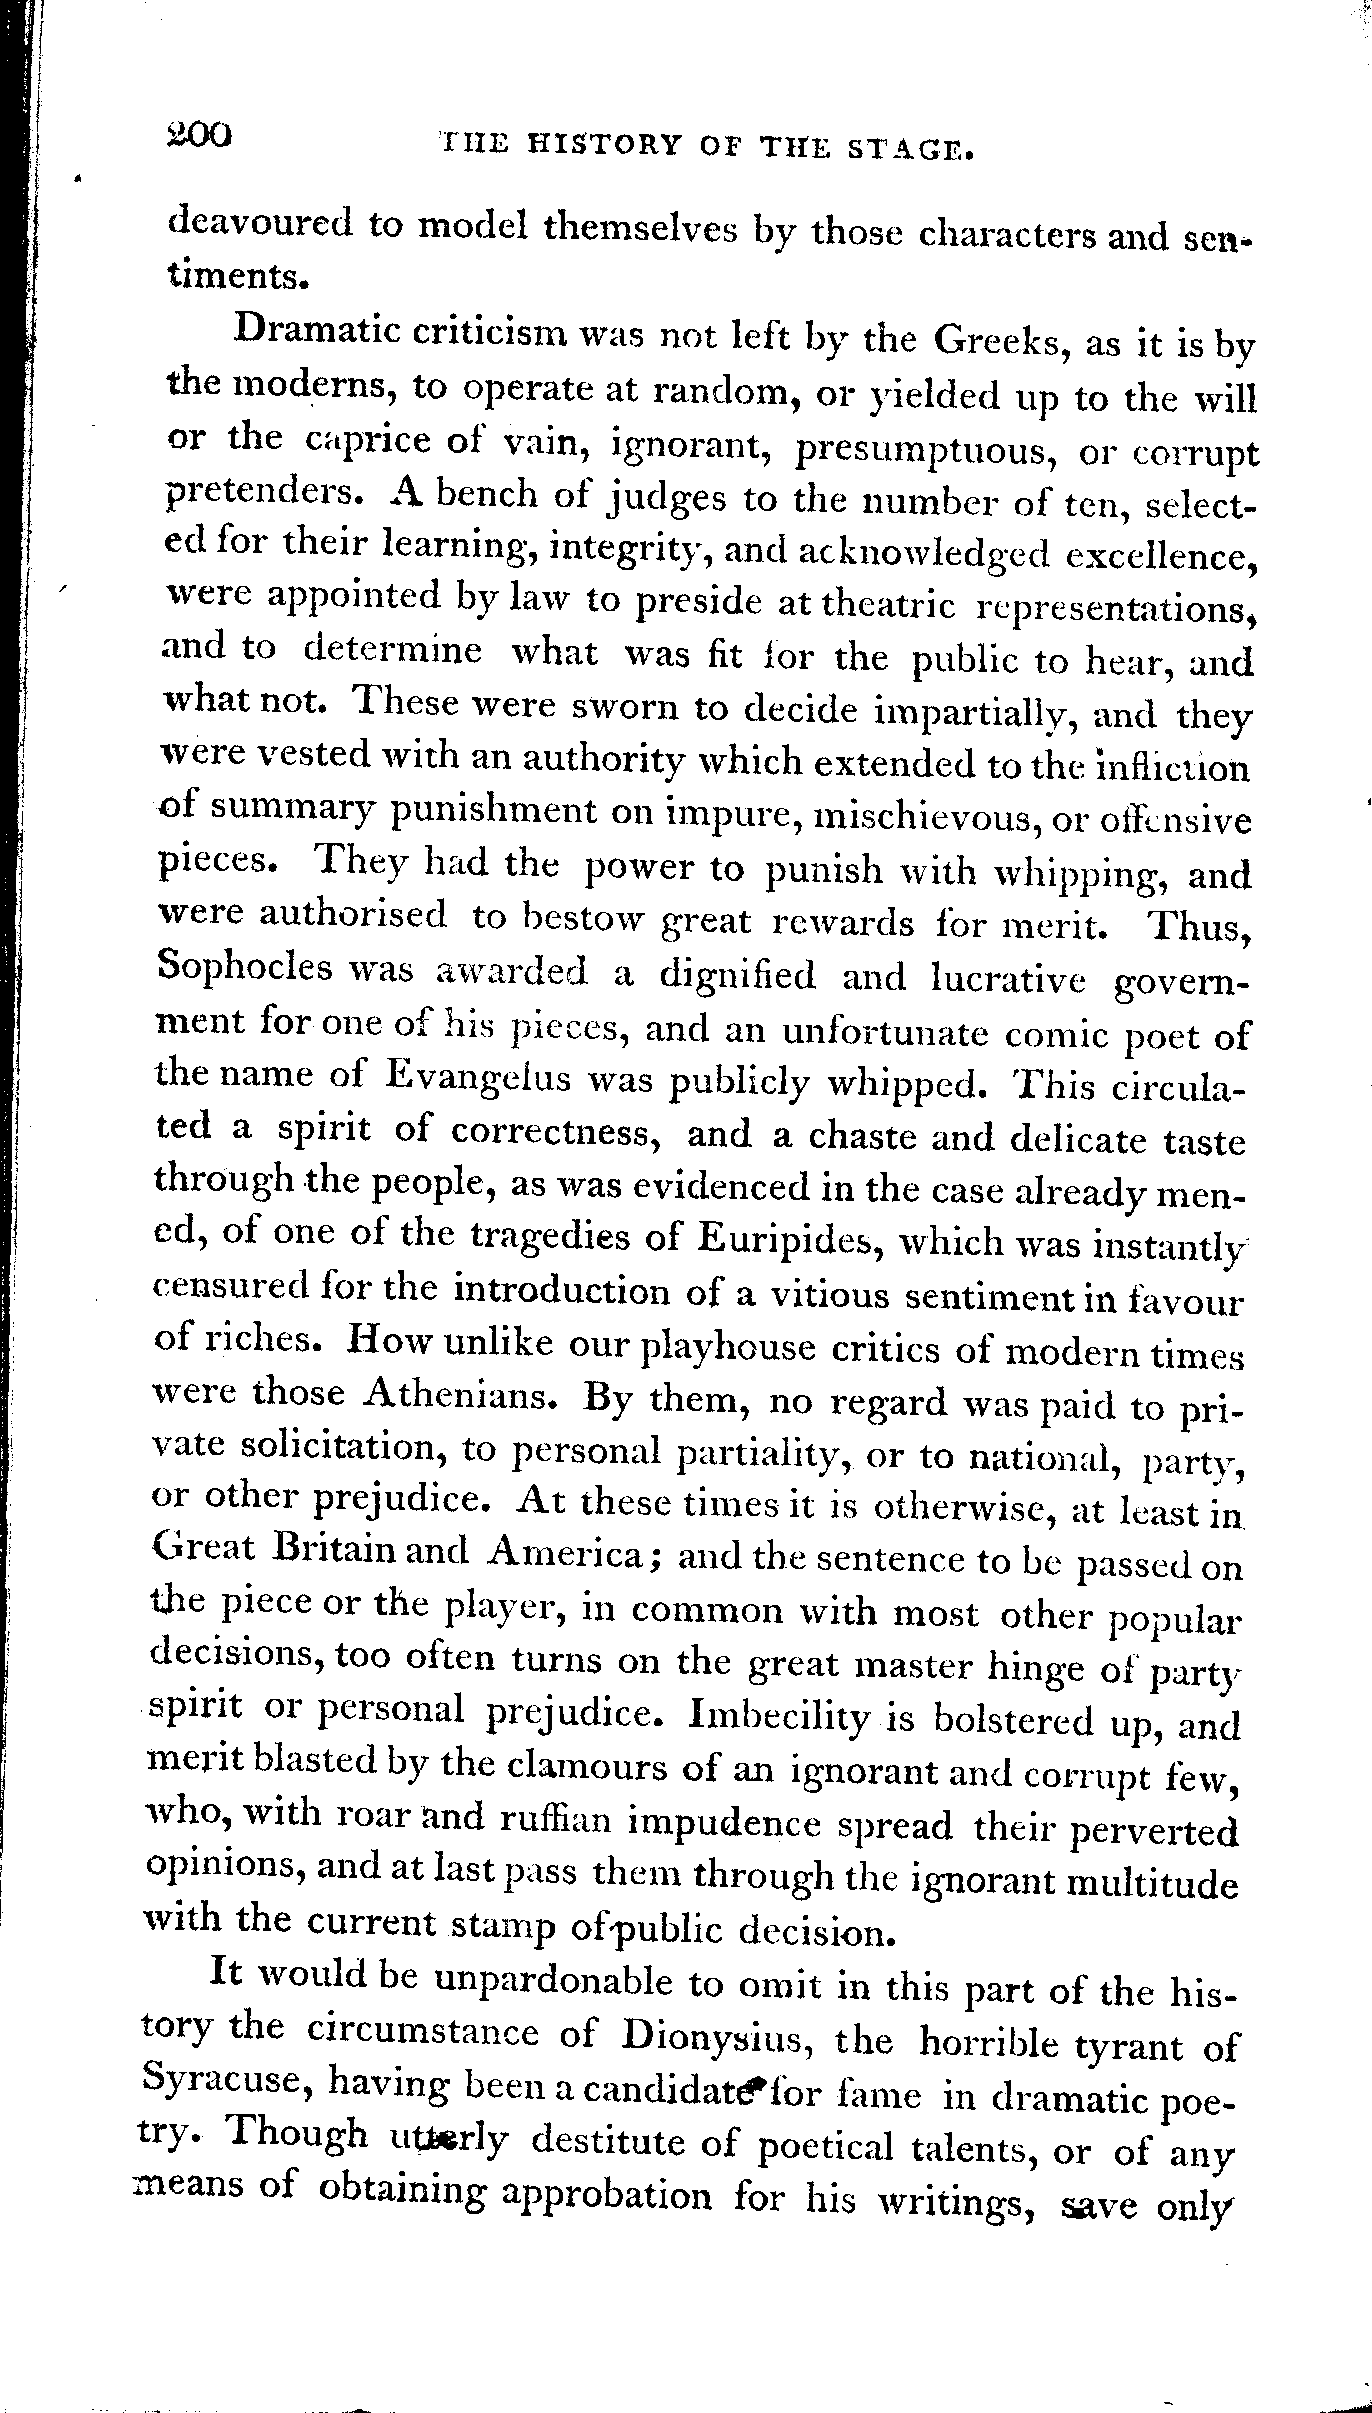 200 THE HISTORY OF THE STAGE.
deavoured to model themselves by those characters and sen-
timents.
Dramatic criticism was not left by the Greeks, as it is by
the moderns, to operate at random, or yielded up to the will
or the caprice of vain, ignorant, presumptuous, or corrupt
pretenders. A bench of judges to the number of ten, select-
ed for their learning, integrity, and acknowledged excellence,
were appointed by law to preside at theatric representations,
and to determine what was fit for the public to hear, and
what not. These were sworn to decide impartially, and they
were vested with an authority which extended to the infliction
of summary punishment on impure, mischievous, or offensive
pieces. They had the power to punish with whipping, and
were authorised to bestow great rewards for merit. Thus,
Sophocles was awarded a dignified and lucrative govern-
ment for one of his pieces, and an unfortunate comic poet of
the name of Evangelus was publicly whipped. This circula-
ted a spirit of correctness, and a chaste and delicate taste
through the people, as was evidenced in the case already men-
ed, of one of the tragedies of Euripides, which was instantly
censured for the introduction of a vitious sentiment in favour
of riches. How unlike our playhouse critics of modern times
were those Athenians. By them, no regard was paid to pri-
vate solicitation, to personal partiality, or to national, party,
or other prejudice. At these times it is otherwise, at least in
Great Britain and America; and the sentence to be passed on
the piece or the player, in common with most other popular
decisions, too often turns on the great master hinge of party
spirit or personal prejudice. Imbecility is bolstered up, and
merit blasted by the clamours of an ignorant and corrupt few,
who, with roar and ruffian impudence spread their perverted
opinions, and at last pass them through the ignorant multitude
with the current stamp of public decision.
It would be unpardonable to omit in this part of the his-
tory the circumstance of Dionysius, the horrible tyrant of
Syracuse, having been a candidate for fame in dramatic poe-
try. Though utterly destitute of poetical talents, or of any
means of obtaining approbation for his writings, save only